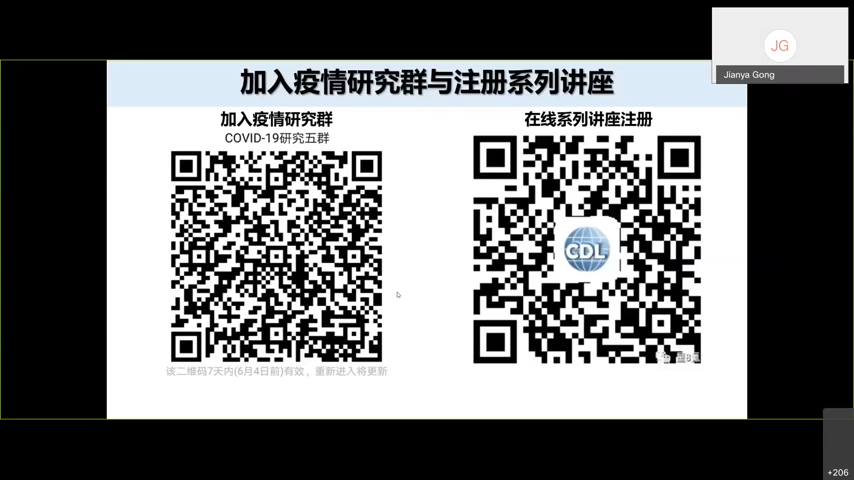 JG
Jianya Gong
加入疫情研究群与注册系列讲座
加入疫情研究群
COVID-19研究五群
在线系列讲座注册
CDL
该二维码7天内(6月4日前)有效，重新进入将更新
+206